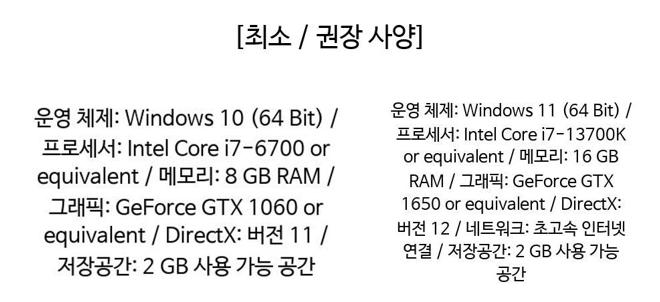 [최소 / 권장 사양]
운영 체제: Windows 10 (64 Bit) /
프로세서: Intel Core i7-6700 or
equivalent / 메모리: 8 GB RAM /
그래픽: GeForce GTX 1060 or
equivalent / DirectX: 버전 11 /
저장공간: 2 GB 사용 가능 공간
운영 체제: Windows 11 (64 Bit) /
프로세서: Intel Core i7-13700K
or equivalent / 메모리: 16 GB
RAM / 그래픽: GeForce GTX
1650 or equivalent / DirectX:
버전 12 / 네트워크: 초고속 인터넷
연결 / 저장공간: 2 GB 사용 가능
공간